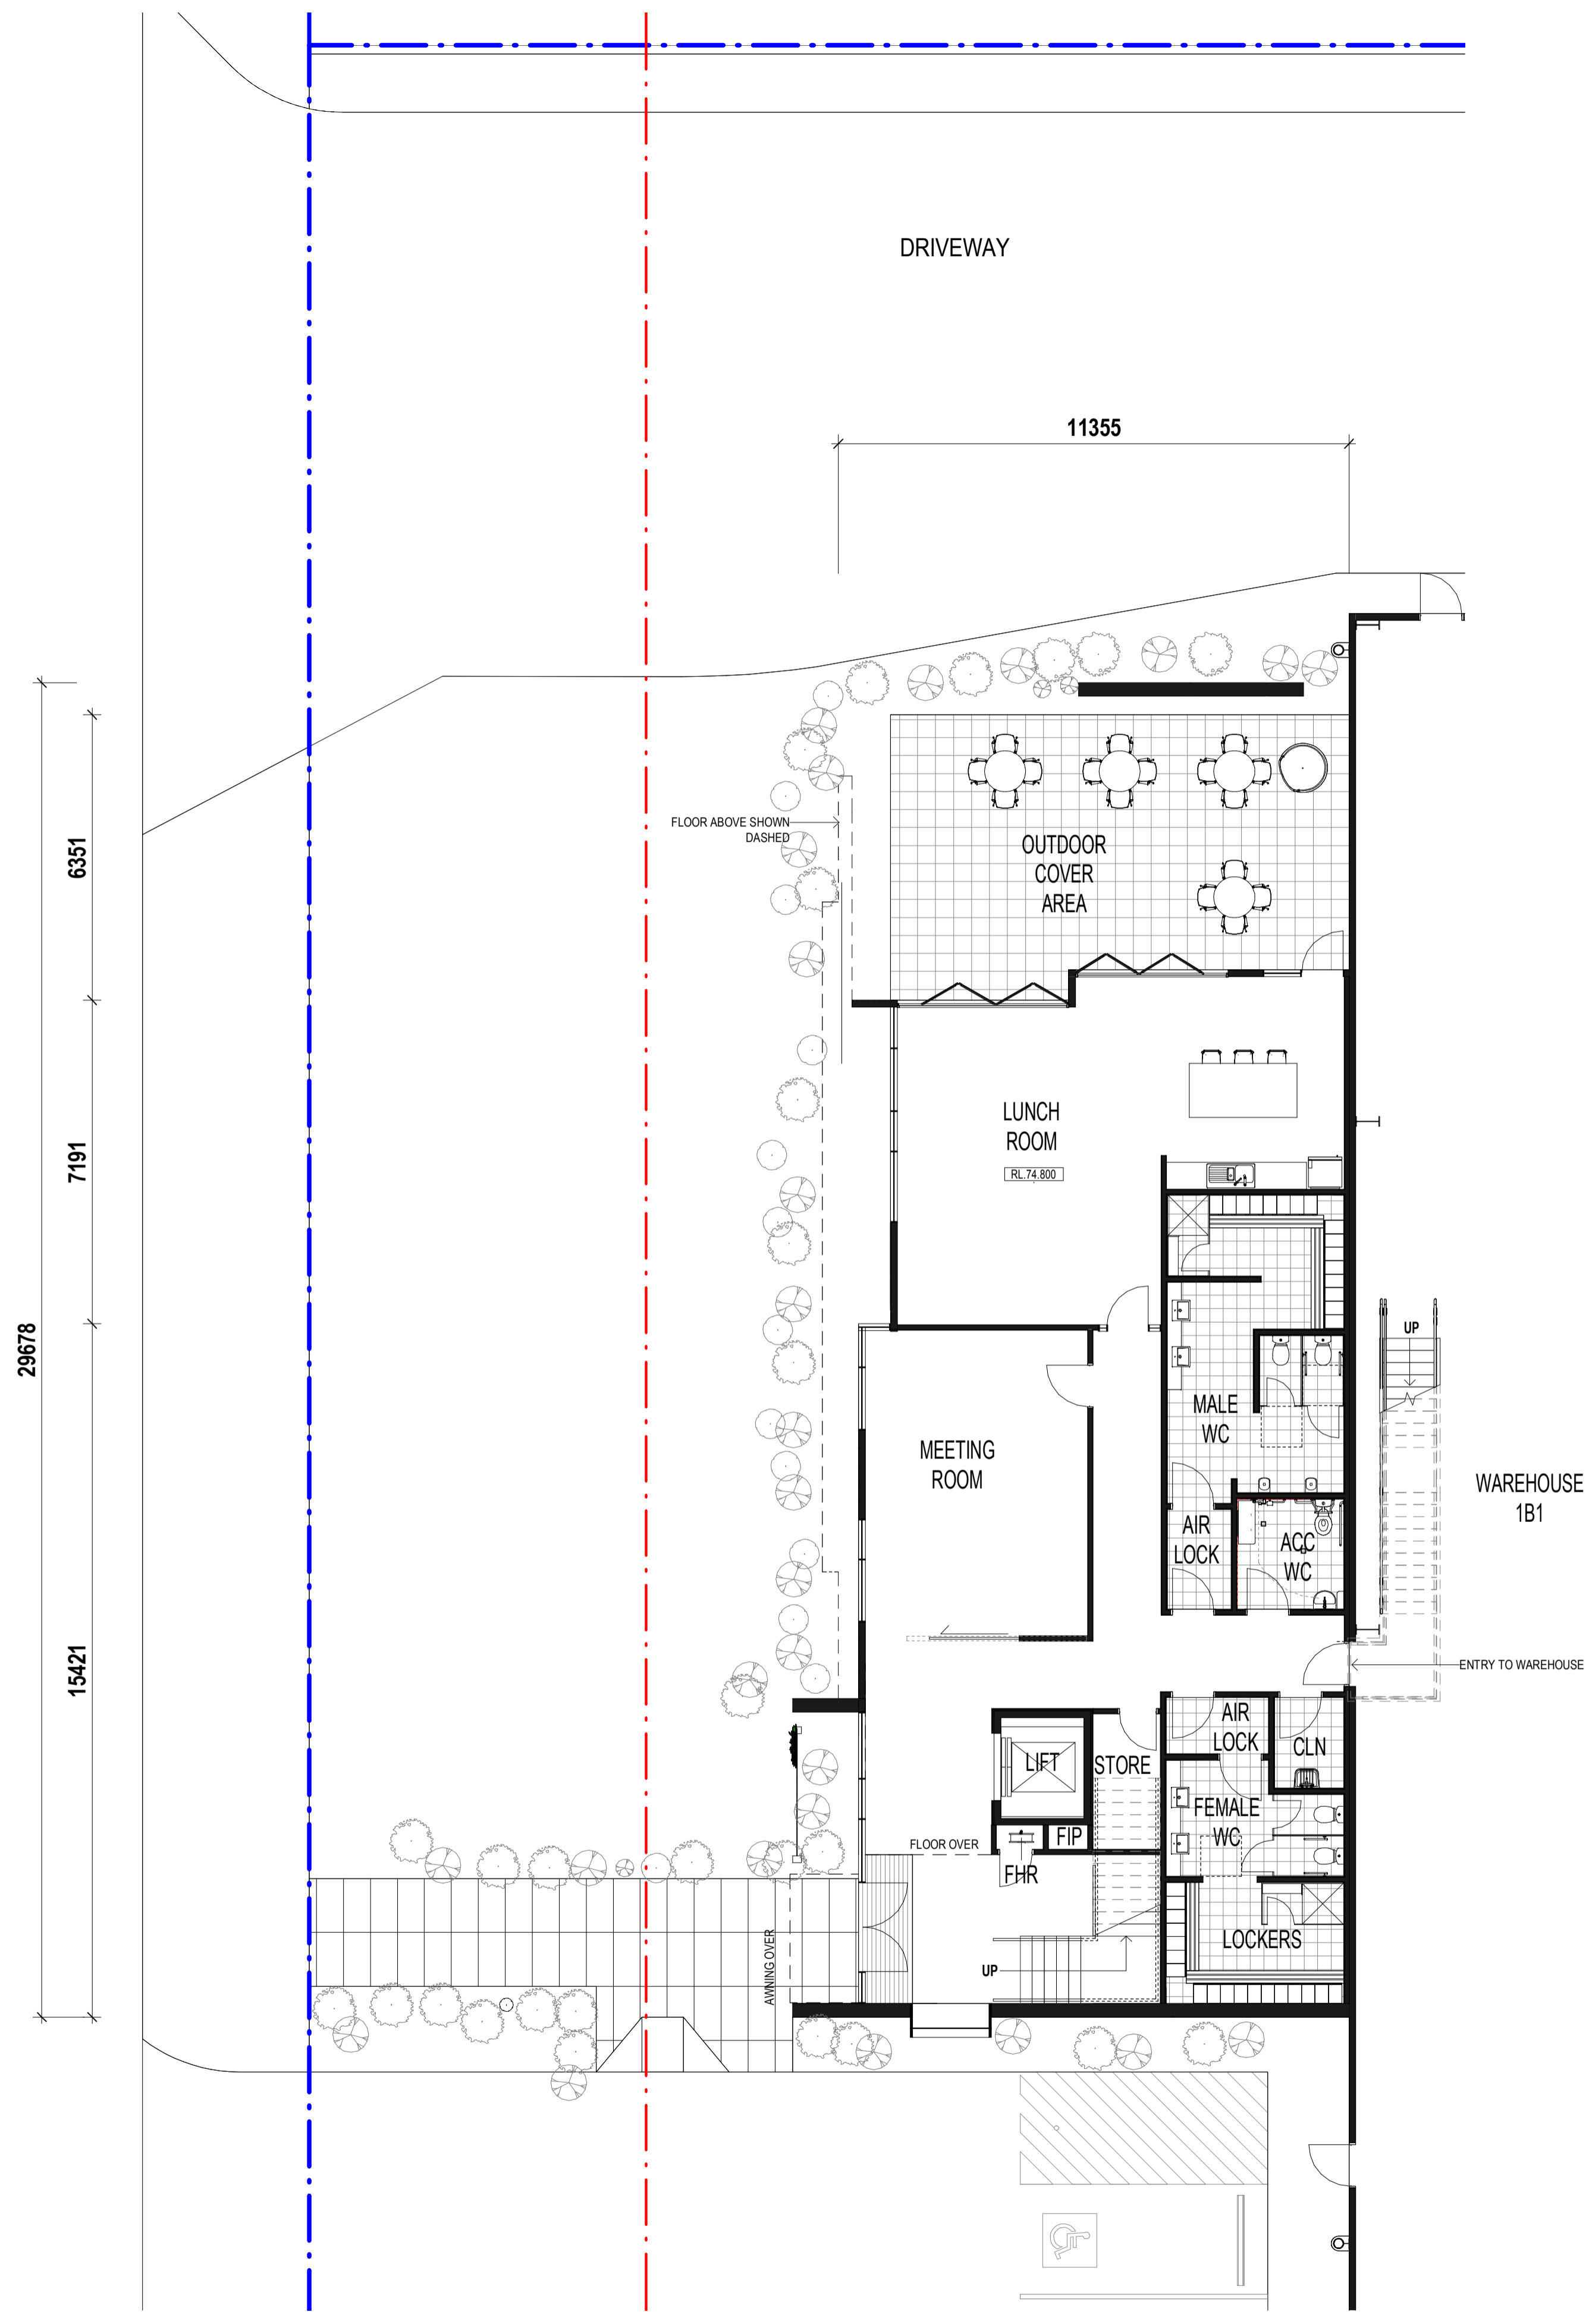 DRIVEWAY
11355
FLOOR ABOVE SHOWN
DASHED
6351
OUTDOOR
COVER
AREA
LUNCH
ROOM
RL.74.800
7191
29678
UP
MALE
WC
MEETING
ROOM
WAREHOUSE
1B1
AIR
LOCK
ACC
WC
15421
ENTRY TO WAREHOUSE
AIR
LOCK
CLN
LIFT
STORE
FEMALE
WC
FLOOR OVER
FIP
FHR
LOCKERS
AWNING OVER
UP